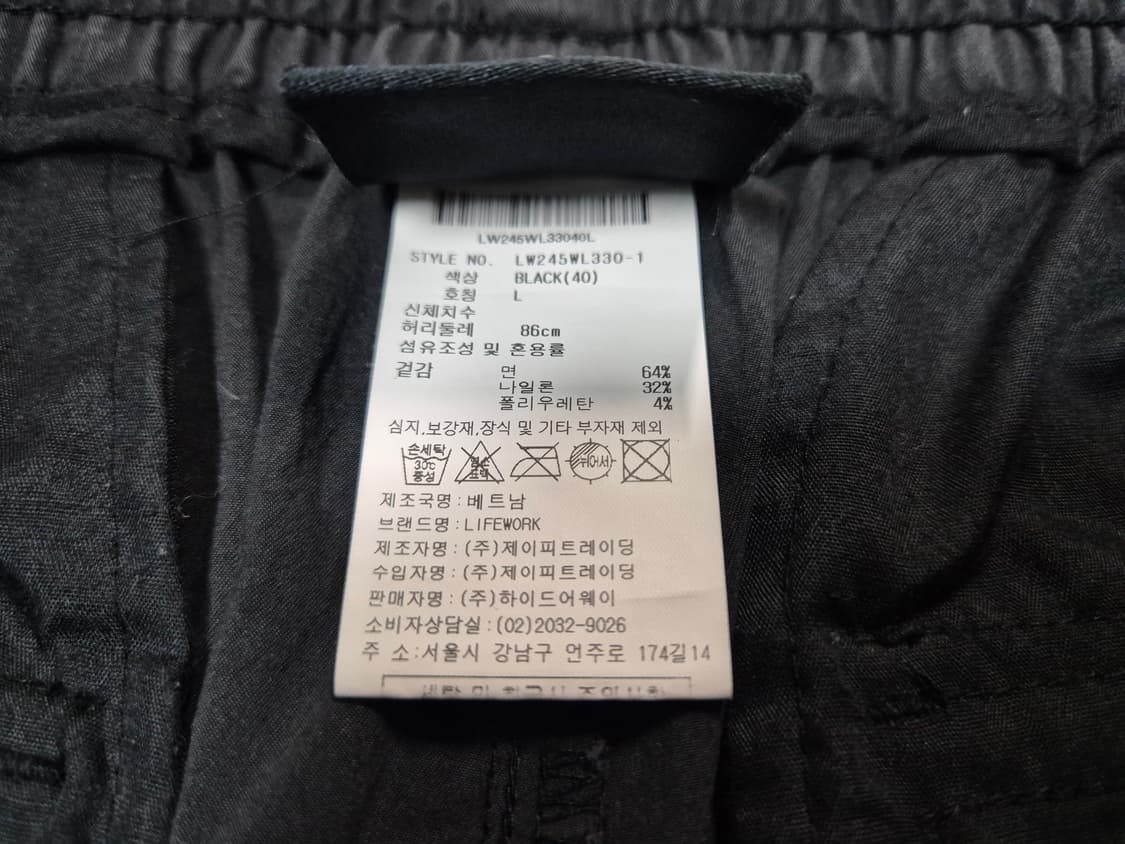 LW245WL33040L
STYLE NO. LW245WL330-1
색상 BLACK(40)
호칭 L
신체치수
허리둘레 86cm
섬유조성 및 혼용률
겉감 면 64%
나일론 32%
폴리우레탄 4%
심지,보강재,장식 및 기타 부자재 제외
손세탁 30℃ 중성 염소 표백 뉘어서
제조국명:베트남
브랜드명:LIFEWORK
제조자명:(주)제이피트레이딩
수입자명:(주)제이피트레이딩
판매자명:(주)하이드어웨이
소비자상담실:(02)2032-9026
주 소:서울시 강남구 언주로 174길14